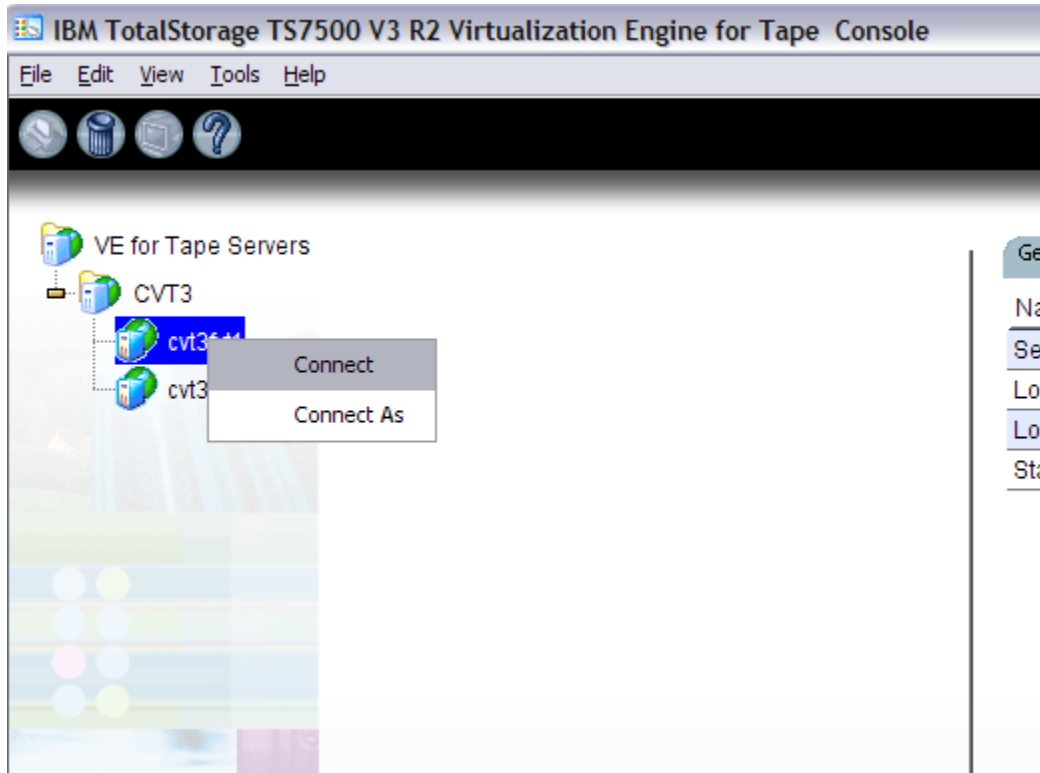 IBM TotalStorage TS7500 V3 R2 Virtualization Engine for Tape Console
File Edit View Tools Help
VE for Tape Servers
CVT3
Connect
Connect As